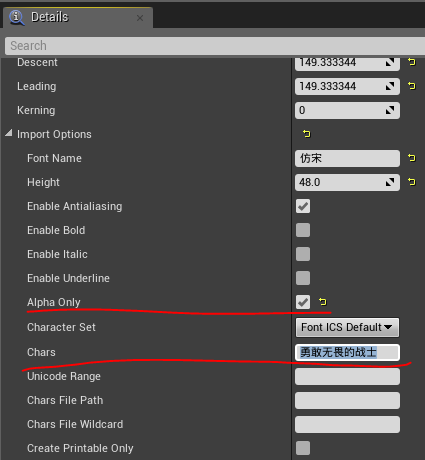 Details
Search
Descent 149.333344
Leading 149.333344
Kerning 0
Import Options
Font Name 仿宋
Height 48.0
Enable Antialiasing
Enable Bold
Enable Italic
Enable Underline
Alpha Only
Character Set Font ICS Default
Chars 勇敢无畏的战士
Unicode Range
Chars File Path
Chars File Wildcard
Create Printable Only